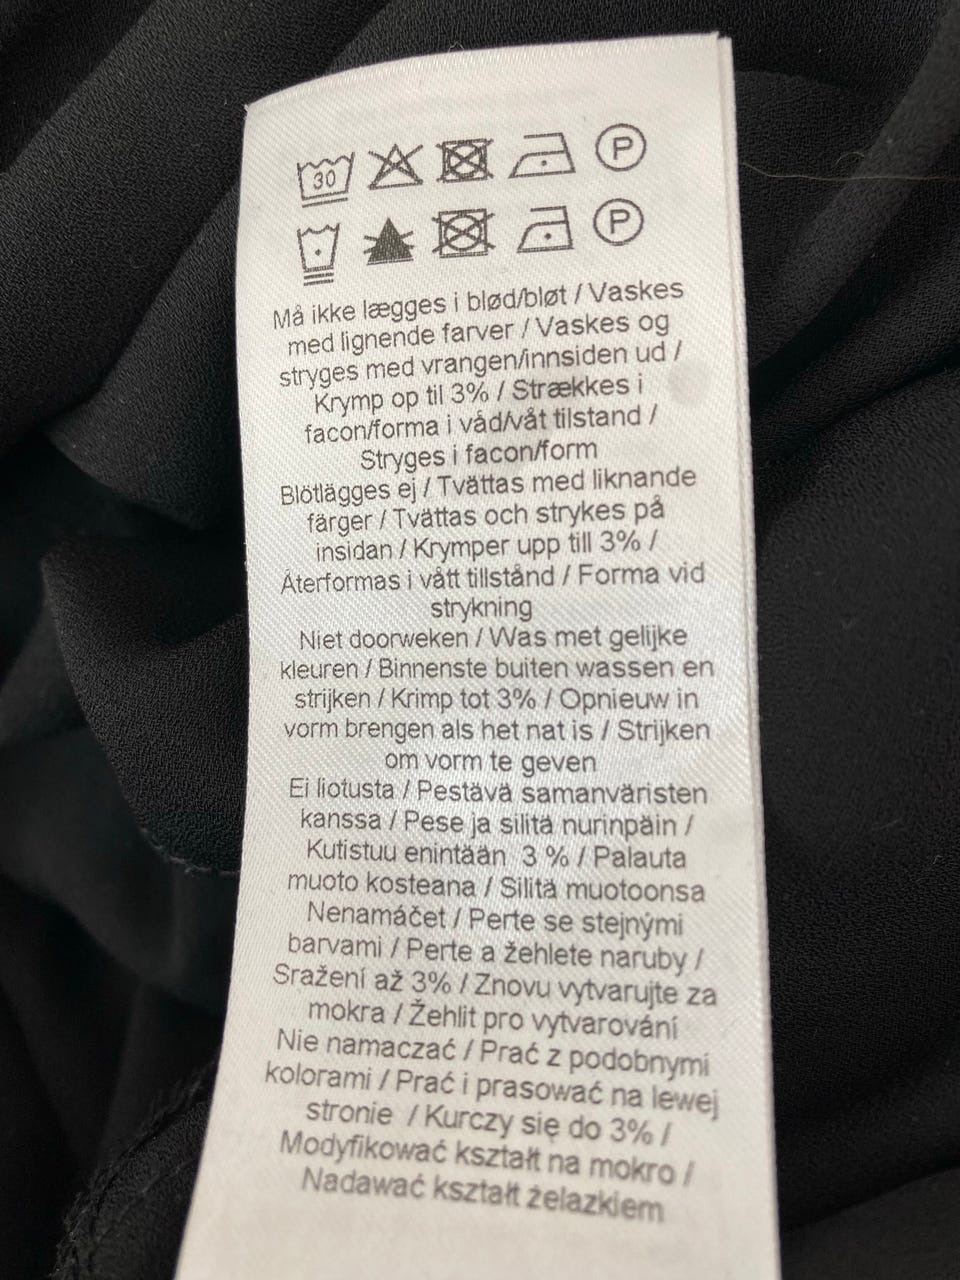 30 P
P
Må ikke lægges i blød/bløt / Vaskes
med lignende farver / Vaskes og
stryges med vrangen/innsiden ud /
Krymp op til 3% / Strækkes i
facon/forma i våd/våt tilstand /
Stryges i facon/form
Blötlägges ej / Tvättas med liknande
färger / Tvättas och strykes på
insidan / Krymper upp till 3% /
Återformas i vått tillstånd / Forma vid
strykning
Niet doorweken / Was met gelijke
kleuren / Binnenste buiten wassen en
strijken / Krimp tot 3% / Opnieuw in
vorm brengen als het nat is / Strijken
om vorm te geven
Ei liotusta / Pestävä samanväristen
kanssa / Pese ja silitä nurinpäin /
Kutistuu enintään 3 % / Palauta
muoto kosteana / Silitä muotoonsa
Nenamáčet / Perte se stejnými
barvami / Perte a žehlete naruby /
Sražení až 3% / Znovu vytvarujte za
mokra / Žehlit pro vytvarování
Nie namaczać / Prać z podobnymi
kolorami / Prać i prasować na lewej
stronie / Kurczy się do 3% /
Modyfikować kształt na mokro /
Nadawać kształt żelazkiem